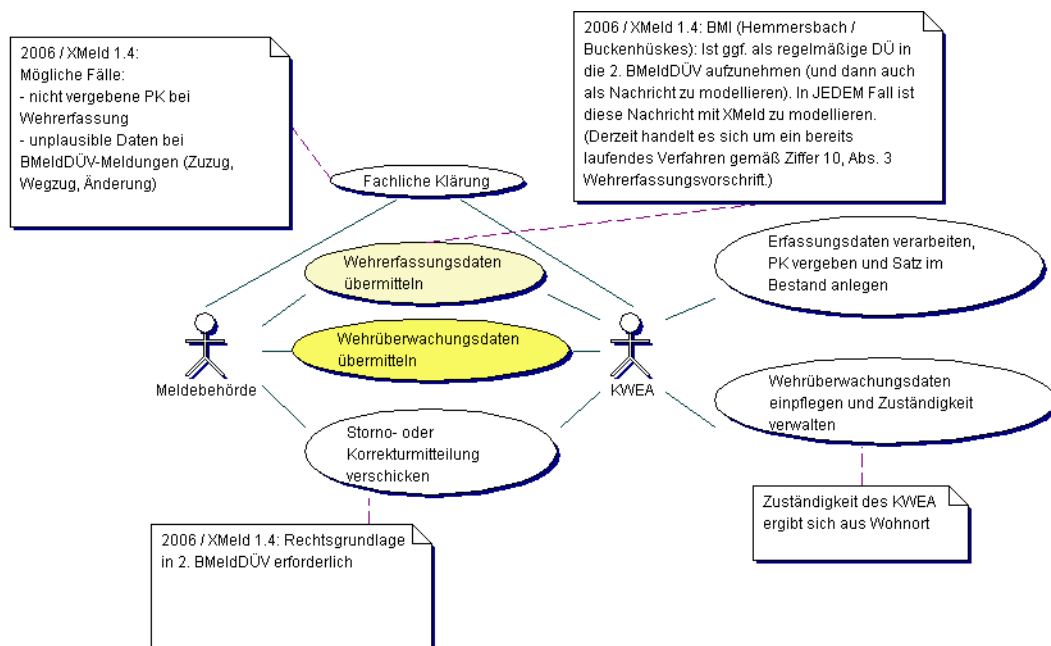 2006 / XMeld 1.4:
Mögliche Fälle:
- nicht vergebene PK bei
Wehrerfassung
- unplausible Daten bei
BMeldDÜV-Meldungen (Zuzug,
Wegzug, Änderung)
2006 / XMeld 1.4: BMI (Hemmersbach /
Buckenhüskes): Ist ggf. als regelmäßige DÜ in
die 2. BMeldDÜV aufzunehmen (und dann auch
als Nachricht zu modellieren). In JEDEM Fall ist
diese Nachricht mit XMeld zu modellieren.
(Derzeit handelt es sich um ein bereits
laufendes Verfahren gemäß Ziffer 10, Abs. 3
Wehrerfassungsvorschrift.)
Fachliche Klärung
Wehrerfassungsdaten
übermitteln
Erfassungsdaten verarbeiten,
PK vergeben und Satz im
Bestand anlegen
Wehrüberwachungsdaten
übermitteln
Meldebehörde
KWEA
Wehrüberwachungsdaten
einpflegen und Zuständigkeit
verwalten
Storno- oder
Korrekturmitteilung
verschicken
Zuständigkeit des KWEA
ergibt sich aus Wohnort
2006 / XMeld 1.4: Rechtsgrundlage
in 2. BMeldDÜV erforderlich